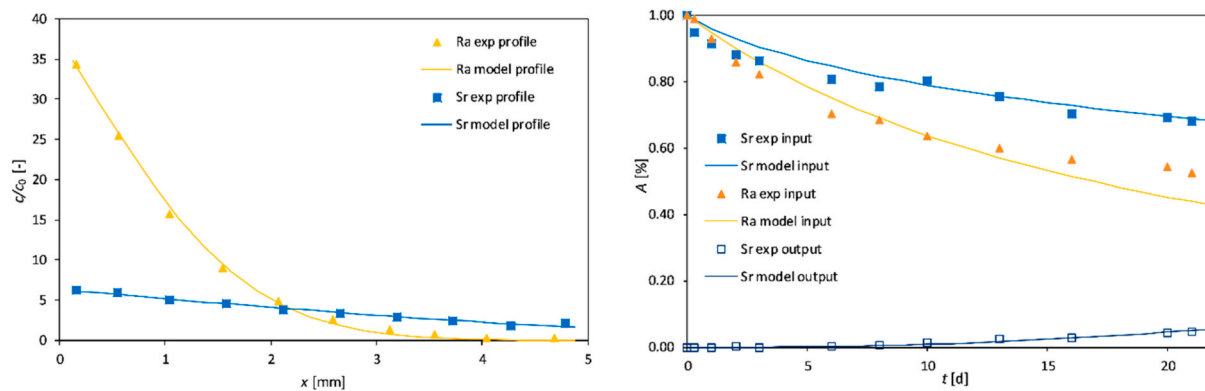 40
35
30
25
20
15
10
5
0
c/c₀ [-]
0 1 2 3 4 5
x [mm]
Ra exp profile
Ra model profile
Sr exp profile
Sr model profile
1.00
0.80
0.60
0.40
0.20
0.00
A [%]
0 5 10 15 20
t [d]
Sr exp input
Sr model input
Ra exp input
Ra model input
Sr exp output
Sr model output